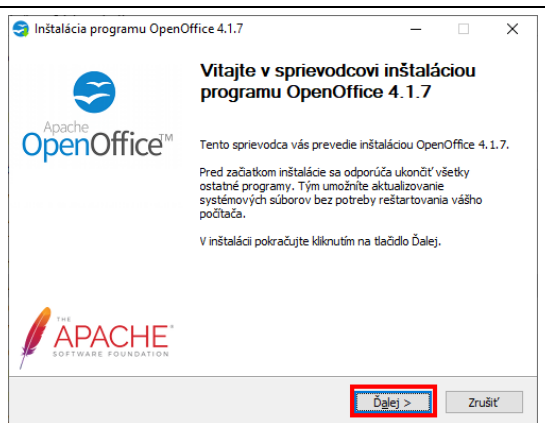 Inštalácia programu OpenOffice 4.1.7
Vitajte v sprievodcovi inštaláciou
programu OpenOffice 4.1.7
Apache
OpenOffice™
Tento sprievodca vás prevedie inštaláciou OpenOffice 4.1.7.
Pred začiatkom inštalácie sa odporúča ukončiť všetky
ostatné programy. Tým umožníte aktualizovanie
systémových súborov bez potreby reštartovania vášho
počítača.
V inštalácii pokračujte kliknutím na tlačidlo Ďalej.
THE
APACHE®
SOFTWARE FOUNDATION
Ďalej >
Zrušiť